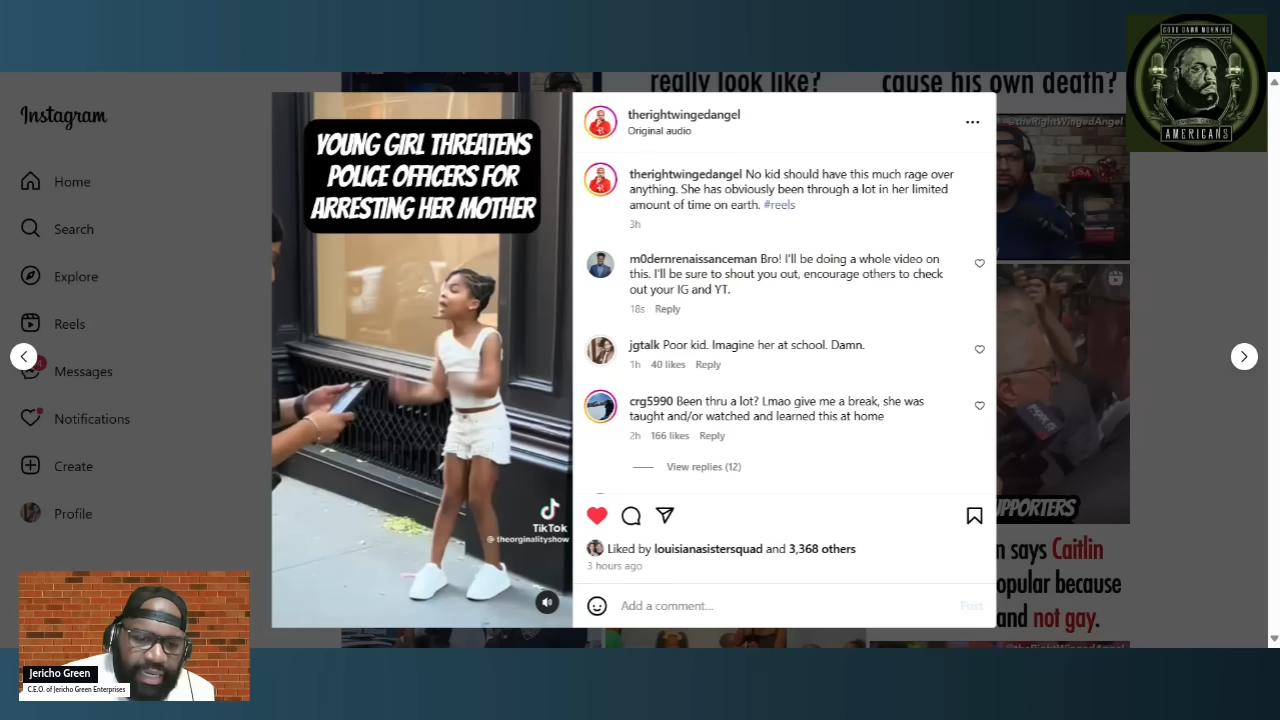 really look like?
cause his own death?
GODD DAMN MORNING
AMERICANS
Instagram
Home
Search
Explore
Reels
Messages
Notifications
Create
Profile
YOUNG GIRL THREATENS
POLICE OFFICERS FOR
ARRESTING HER MOTHER
TikTok
@theorginalityshow
therightwingedangel
Original audio
therightwingedangel No kid should have this much rage over
anything. She has obviously been through a lot in her limited
amount of time on earth. #reels
3h
m0dernrenaissanceman Bro! I'll be doing a whole video on
this. I'll be sure to shout you out, encourage others to check
out your IG and YT.
18s Reply
jgtalk Poor kid. Imagine her at school. Damn.
1h 40 likes Reply
crg5990 Been thru a lot? Lmao give me a break, she was
taught and/or watched and learned this at home
2h 166 likes Reply
View replies (12)
Liked by louisianasistersquad and 3,368 others
3 hours ago
Add a comment...
Post
@theRightWingedAngel
USA
UPPORTERS
n says Caitlin
opular because
and not gay.
@theRightWingedAngel
Jericho Green
C.E.O. of Jericho Green Enterprises